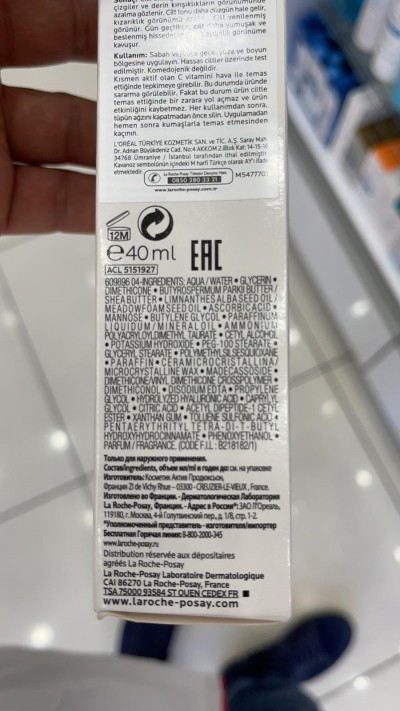 çizgiler ve derin kırışıklıkların görünümünde
azalma gözlenir. Cilt tonu daha düzgün hale gelir,
kızarıklık görünümü
Cilt yenilenmiş
görünür. Gün geçtikçe, cilt daha yumuşak ve
beslenmiş hissedilir
görünüme
kavuşur.
Kullanım: Sabah ve/veya gece, yüze ve boyun
bölgesine uygulayın. Hassas ciltler üzerinde test
edilmiştir. Komedojenik değildir.
Kısmen aktif olan C vitamini hava ile temas
ettiğinde tepkimeye girebilir. Bu durumda üründe
sararma görülebilir. Fakat bu durum ürün ciltle
temas ettiğinde bir zarara yol açmaz ve ürün
etkinliğini kaybetmez. Her kullanımdan sonra,
tüpün ağzını kapatmadan önce silin. Uygulamadan
hemen sonra kumaşlarla temas etmesinden
kaçının.
L'ORÉAL TÜRKİYE KOZMETİK SAN. ve TİC. A.Ş. Saray Mah.
Dr. Adnan Büyükdeniz Cad. No:4 AKKOM 2.Blok Kat: 14-15-16
34768 Ümraniye / İstanbul tarafından ithal edilmiştir.
Kavanoz sembolünün içindeki M harfi Türkçe olarak AY'ı ifade
etmektedir.
La Roche-Posay Tüketici Danışma Hattı
0850 280 33 21
M5477701
www.laroche-posay.com.tr
12M
e40 ml EAC
ACL 5151927
609896 04-INGREDIENTS: AQUA / WATER • GLYCERIN •
DIMETHICONE • BUTYROSPERMUM PARKII BUTTER /
SHEA BUTTER • LIMNANTHES ALBA SEED OIL /
MEADOWFOAM SEED OIL • ASCORBIC ACID •
MANNOSE • BUTYLENE GLYCOL • PARAFFINUM
LIQUIDUM / MINERAL OIL • AMMONIUM
POLYACRYLOYLDIMETHYL TAURATE • CETYL ALCOHOL
• POTASSIUM HYDROXIDE • PEG-100 STEARATE •
GLYCERYL STEARATE • POLYMETHYLSILSESQUIOXANE
• PARAFFIN • CERA MICROCRISTALLINA /
MICROCRYSTALLINE WAX • MADECASSOSIDE •
DIMETHICONE/VINYL DIMETHICONE CROSSPOLYMER •
DIMETHICONOL • DISODIUM EDTA • PROPYLENE
GLYCOL • HYDROLYZED HYALURONIC ACID • CAPRYLYL
GLYCOL • CITRIC ACID • ACETYL DIPEPTIDE-1 CETYL
ESTER • XANTHAN GUM • TOLUENE SULFONIC ACID •
PENTAERYTHRITYL TETRA-DI-T-BUTYL
HYDROXYHYDROCINNAMATE • PHENOXYETHANOL •
PARFUM / FRAGRANCE. (CODE F.I.L.: B218182/1)
Только для наружного применения.
Состав/ingredients, объем мл/ml и годен до: см. на упаковке
Изготовитель: Косметик Актив Продюксьон,
Франция ZI de Vichy Rhue – 03300 - CREUZIER-LE-VIEUX, France.
Изготовлено во Франции. - Дерматологическая Лаборатория
La Roche-Posay, Франция. - Адрес в России*: ЗАО Л'Ореаль,
119180, г. Москва, 4-й Голутвинский пер., д. 1/8, стр. 1-2.
*Уполномоченный представитель - изготовителя/импортер
Бесплатная Горячая линия: 8-800-2000-345
www.laroche-posay.ru
Distribution réservée aux dépositaires
agréés La Roche-Posay
La Roche-Posay Laboratoire Dermatologique
CAI 86270 La Roche-Posay, France
TSA 75000 93584 ST OUEN CEDEX FR
www.laroche-posay.com